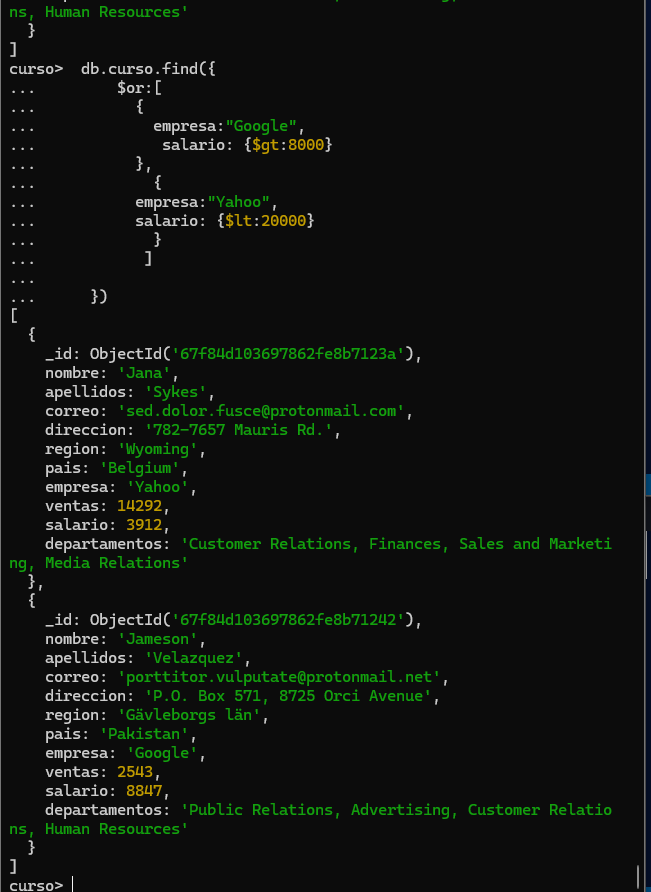 ns, Human Resources'
  }
]
curso>  db.curso.find({
...         $or:[
...           {
...             empresa:"Google",
...              salario: {$gt:8000}
...           },
...             {
...           empresa:"Yahoo",
...           salario: {$lt:20000}
...             }
...            ]
...
...      })
[
  {
    _id: ObjectId('67f84d103697862fe8b7123a'),
    nombre: 'Jana',
    apellidos: 'Sykes',
    correo: 'sed.dolor.fusce@protonmail.com',
    direccion: '782-7657 Mauris Rd.',
    region: 'Wyoming',
    pais: 'Belgium',
    empresa: 'Yahoo',
    ventas: 14292,
    salario: 3912,
    departamentos: 'Customer Relations, Finances, Sales and Marketi
ng, Media Relations'
  },
  {
    _id: ObjectId('67f84d103697862fe8b71242'),
    nombre: 'Jameson',
    apellidos: 'Velazquez',
    correo: 'porttitor.vulputate@protonmail.net',
    direccion: 'P.O. Box 571, 8725 Orci Avenue',
    region: 'Gävleborgs län',
    pais: 'Pakistan',
    empresa: 'Google',
    ventas: 2543,
    salario: 8847,
    departamentos: 'Public Relations, Advertising, Customer Relatio
ns, Human Resources'
  }
]
curso>